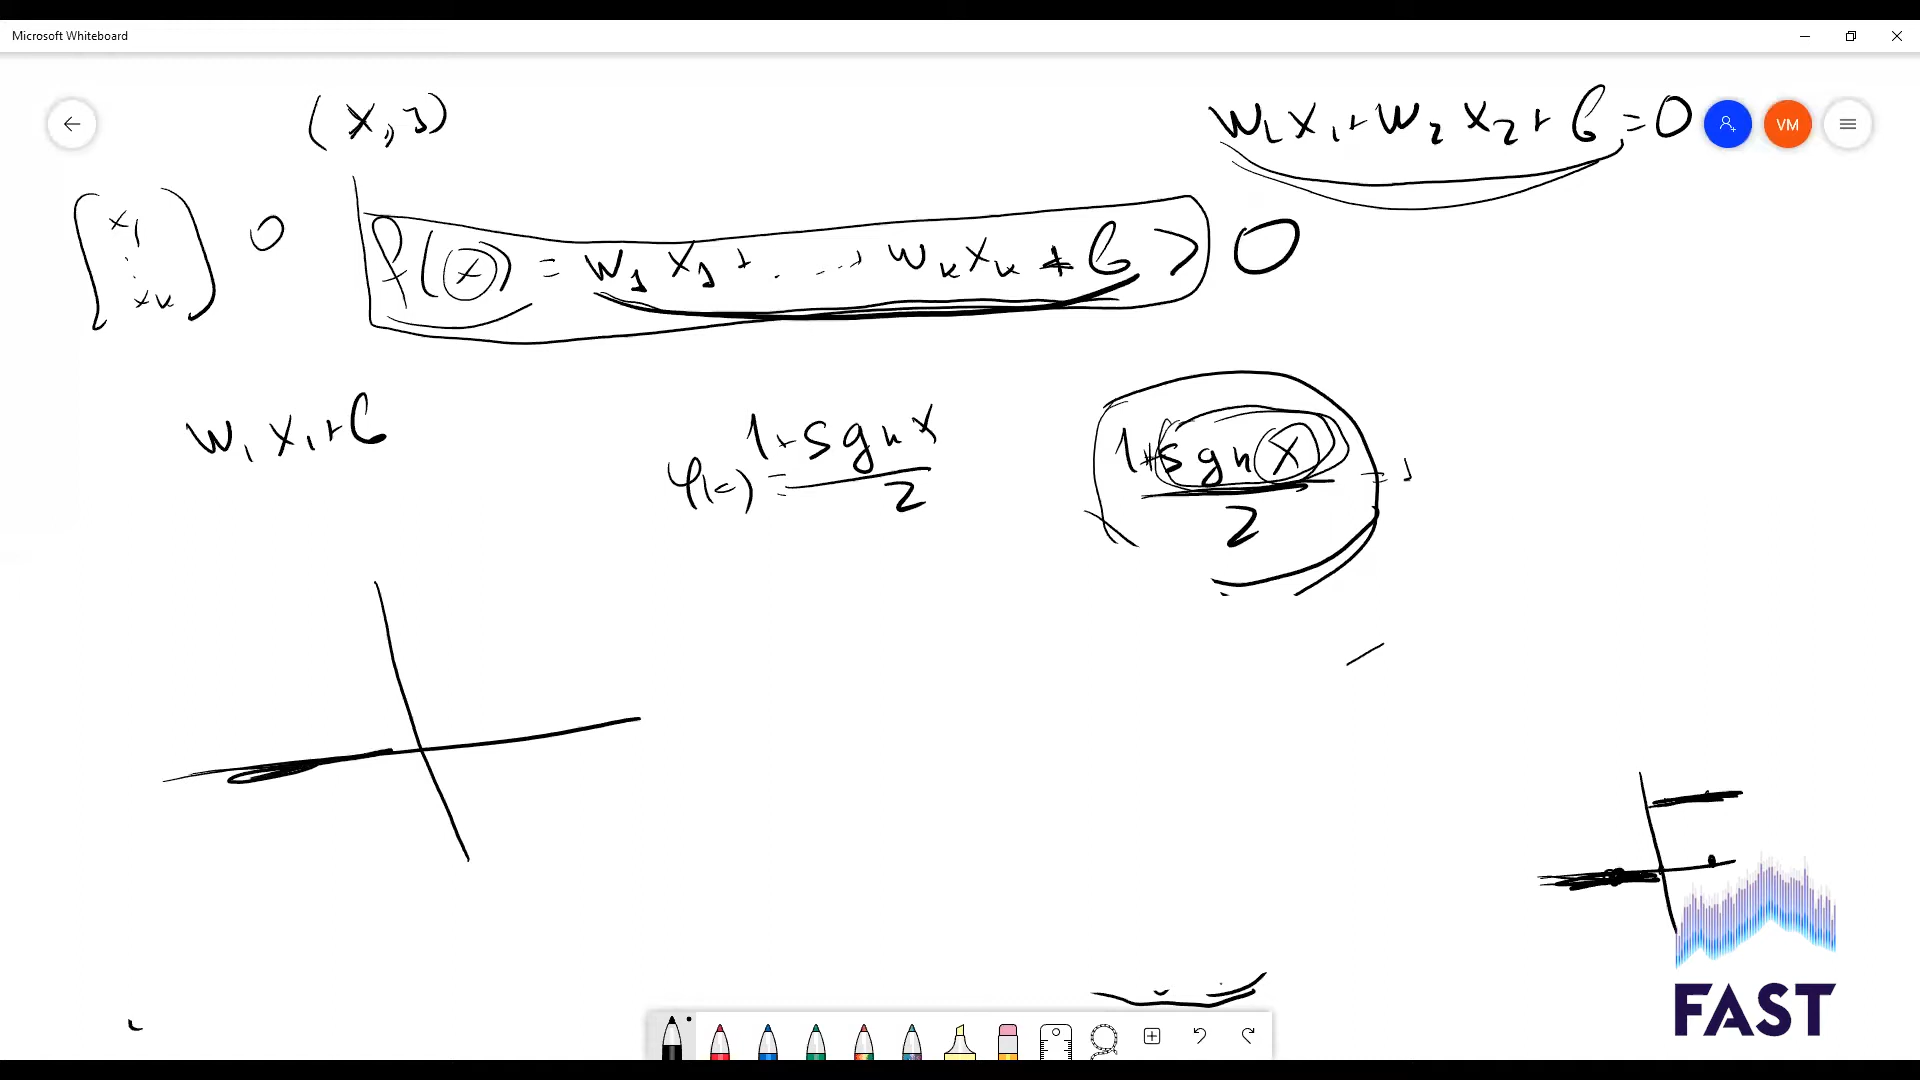 Microsoft Whiteboard
(x, y)
w₁x₁ + w₂x₂ + b = 0
VM
x₁
⋮
xₖ
0
f(x) = w₁x₁ + ... + wₖxₖ + b > 0
w₁x₁ + b
1 + sgn x
φ(x) =
2
1 + sgn(x)
2
FAST